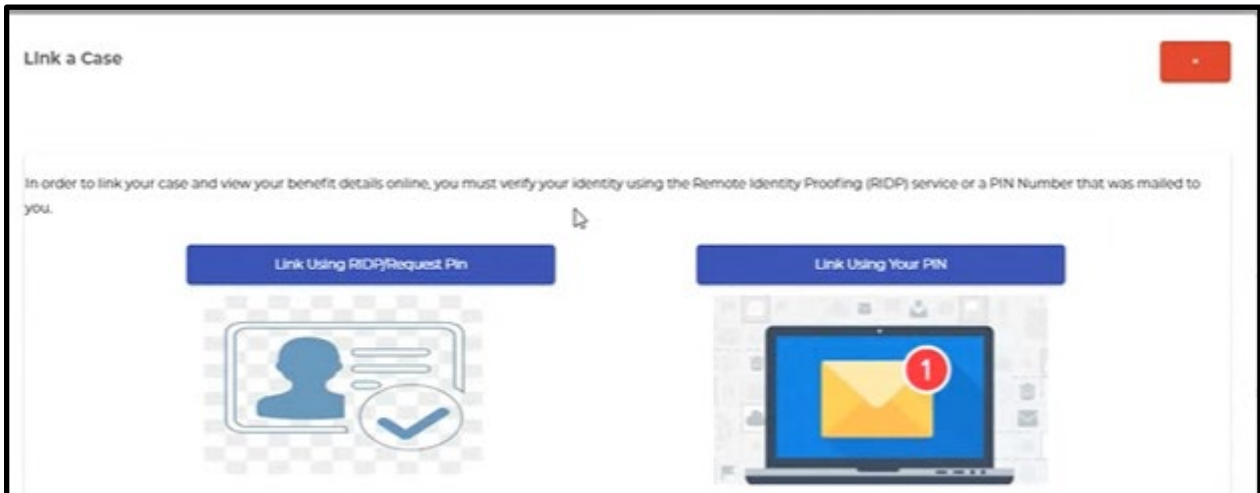 Link a Case
In order to link your case and view your benefit details online, you must verify your identity using the Remote Identity Proofing (RIDP) service or a PIN Number that was mailed to
you.
Link Using RIDP/Request Pin
Link Using Your PIN
1